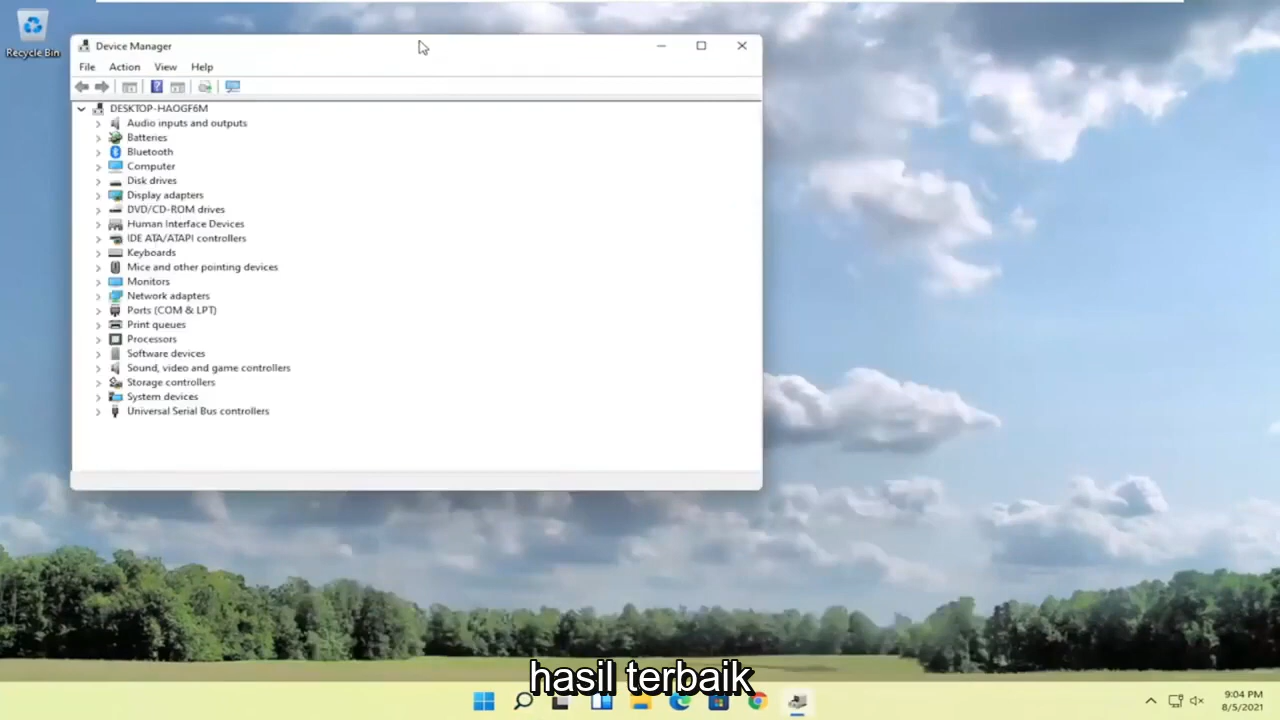 Recycle Bin
Device Manager
File Action View Help
DESKTOP-HAOGF6M
Audio inputs and outputs
Batteries
Bluetooth
Computer
Disk drives
Display adapters
DVD/CD-ROM drives
Human Interface Devices
IDE ATA/ATAPI controllers
Keyboards
Mice and other pointing devices
Monitors
Network adapters
Ports (COM & LPT)
Print queues
Processors
Software devices
Sound, video and game controllers
Storage controllers
System devices
Universal Serial Bus controllers
hasil terbaik
9:04 PM
8/5/2021